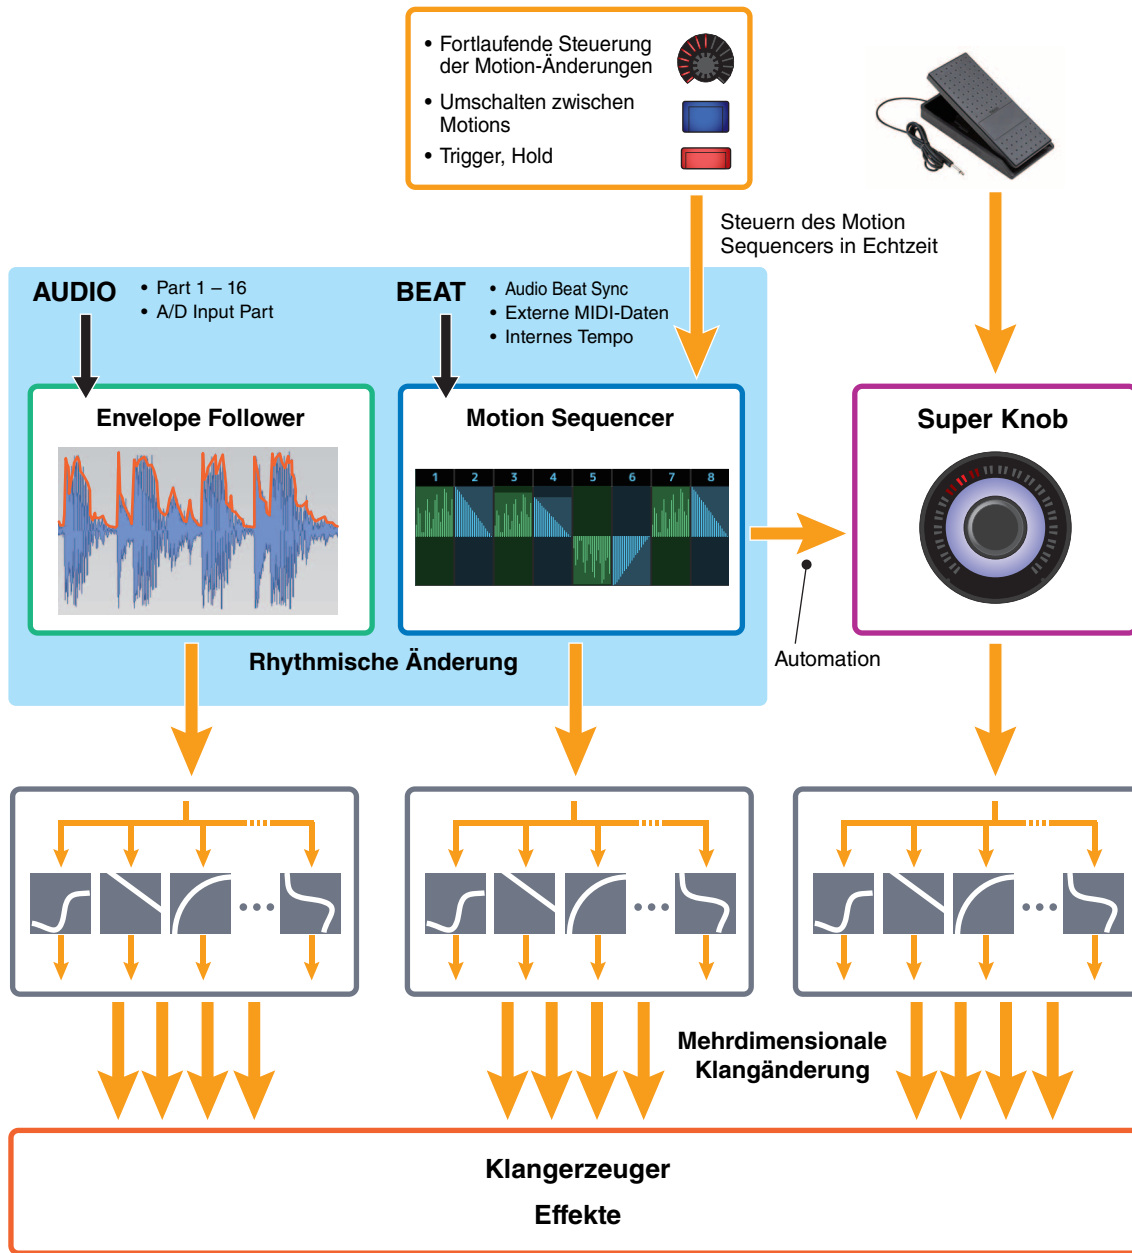 • Fortlaufende Steuerung
der Motion-Änderungen
• Umschalten zwischen
Motions
• Trigger, Hold
Steuern des Motion
Sequencers in Echtzeit
AUDIO
• Part 1 – 16
• A/D Input Part
BEAT
• Audio Beat Sync
• Externe MIDI-Daten
• Internes Tempo
Envelope Follower
Motion Sequencer
1 2 3 4 5 6 7 8
Super Knob
Automation
Rhythmische Änderung
Mehrdimensionale
Klangänderung
Klangerzeuger
Effekte